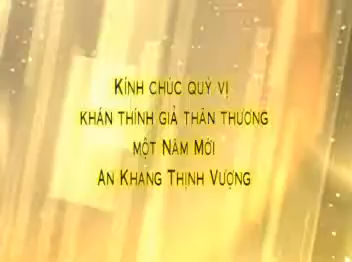 Kính chúc quý vị
khán thính giả thân thương
một Năm Mới
An Khang Thịnh Vượng